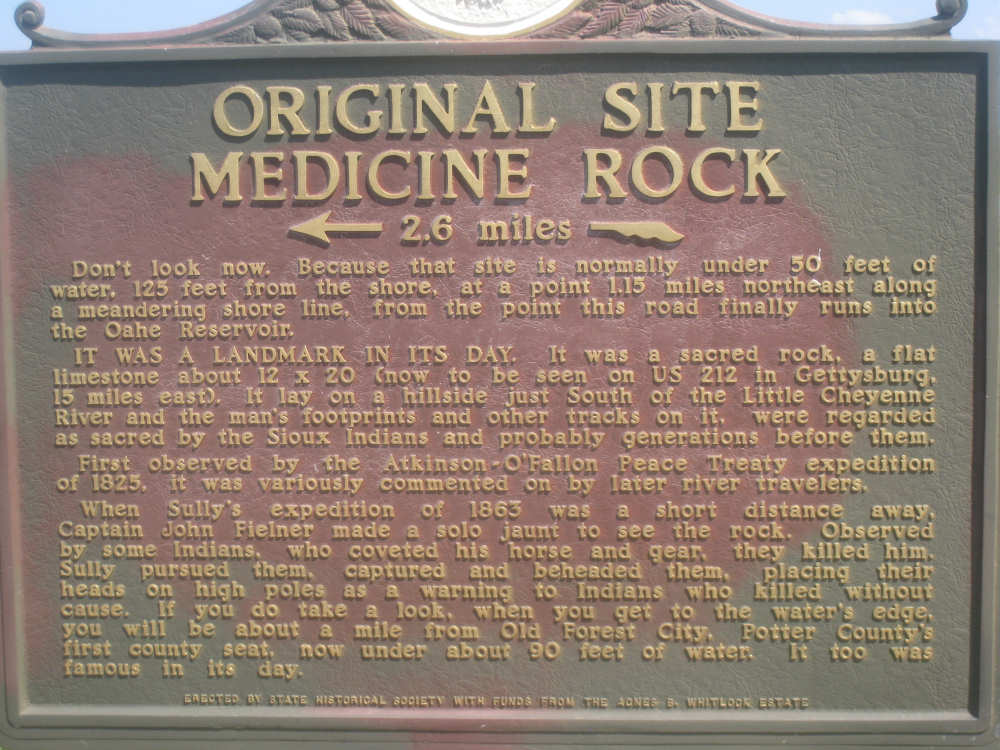 ORIGINAL SITE
MEDICINE ROCK
2.6 miles
Don't look now. Because that site is normally under 50 feet of
water, 125 feet from the shore, at a point 1.15 miles northeast along
a meandering shore line, from the point this road finally runs into
the Oahe Reservoir.
IT WAS A LANDMARK IN ITS DAY. It was a sacred rock, a flat
limestone about 12 x 20 (now to be seen on US 212 in Gettysburg,
15 miles east). It lay on a hillside just South of the Little Cheyenne
River and the man's footprints and other tracks on it, were regarded
as sacred by the Sioux Indians and probably generations before them.
First observed by the Atkinson-O'Fallon Peace Treaty expedition
of 1825, it was variously commented on by later river travelers.
When Sully's expedition of 1863 was a short distance away,
Captain John Fielner made a solo jaunt to see the rock. Observed
by some Indians, who coveted his horse and gear, they killed him.
Sully pursued them, captured and beheaded them, placing their
heads on high poles as a warning to Indians who killed without
cause. If you do take a look, when you get to the water's edge,
you will be about a mile from Old Forest City, Potter County's
first county seat, now under about 90 feet of water. It too was
famous in its day.
ERECTED BY STATE HISTORICAL SOCIETY WITH FUNDS FROM THE AGNES B. WHITLOCK ESTATE